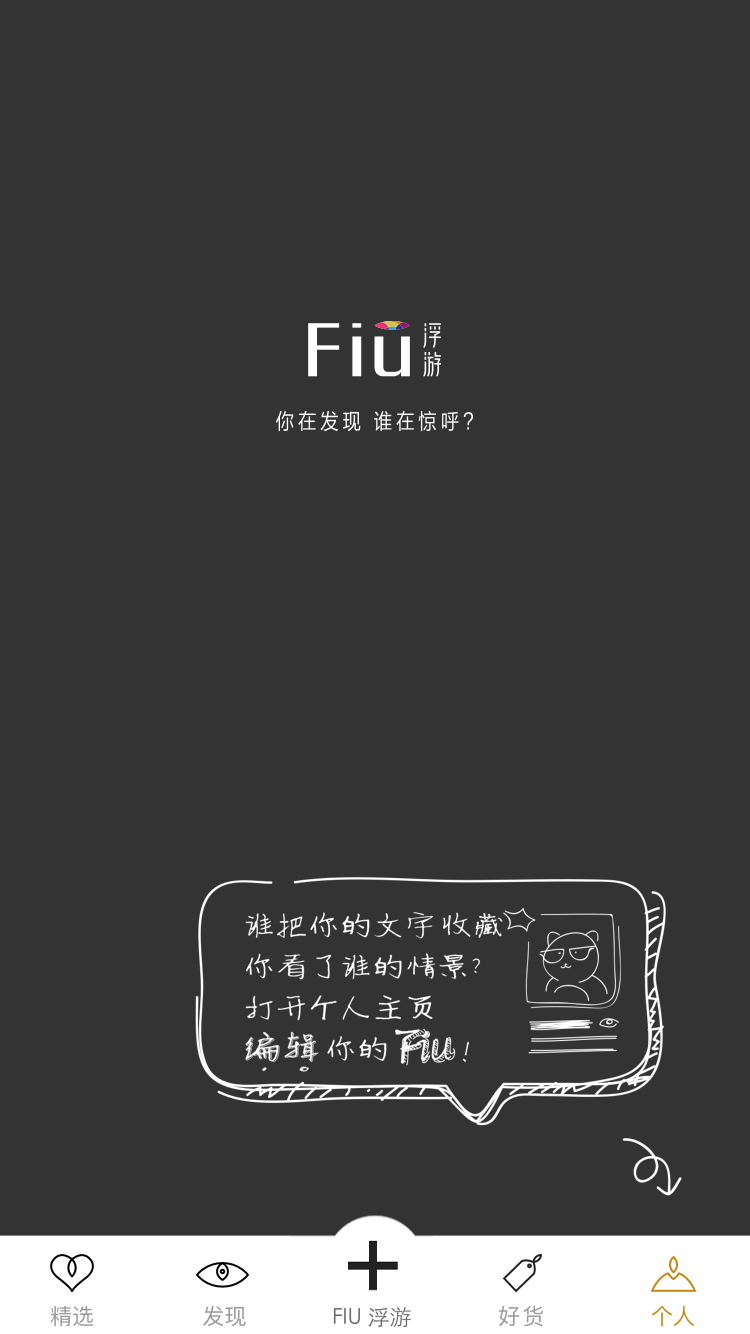 Fiu 浮游
你在发现 谁在惊呼?
谁把你的文字收藏
你看了谁的情景?
打开个人主页
编辑你的Fiu!
精选
发现
FIU 浮游
好货
个人